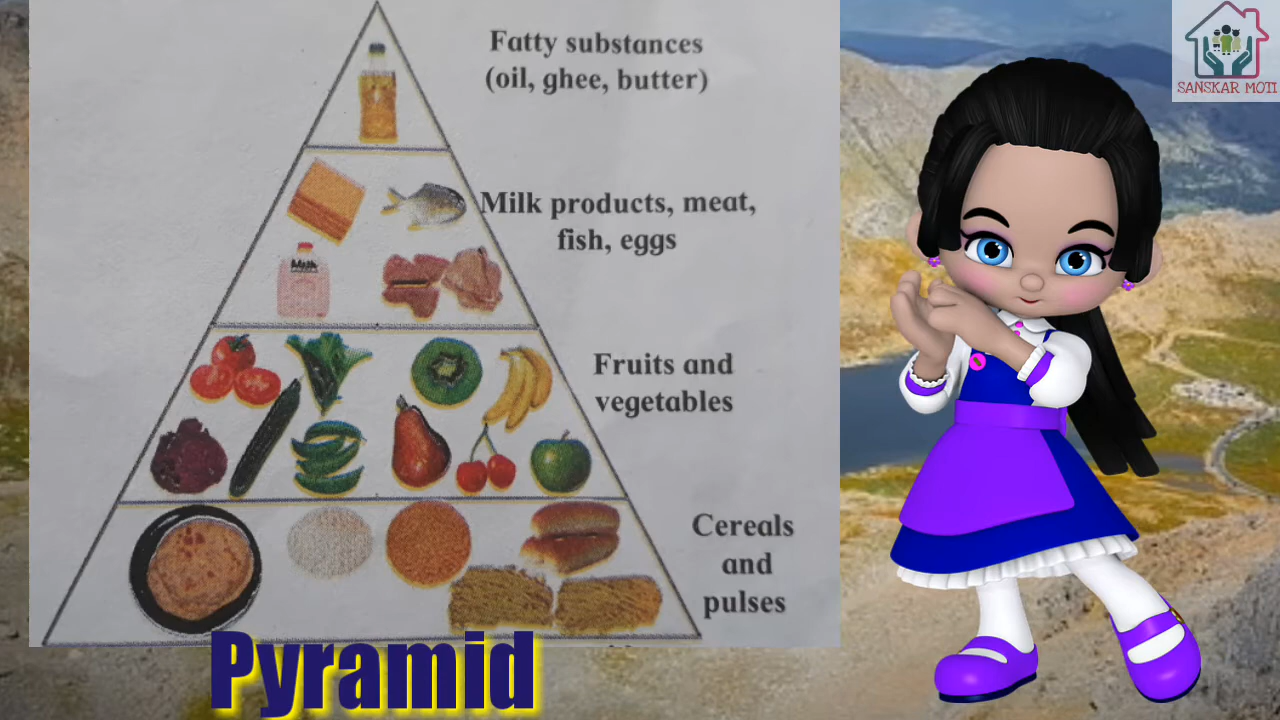 Fatty substances
(oil, ghee, butter)
Milk products, meat,
fish, eggs
Milk
Fruits and
vegetables
Cereals
and
pulses
Pyramid
SANSKAR MOTI